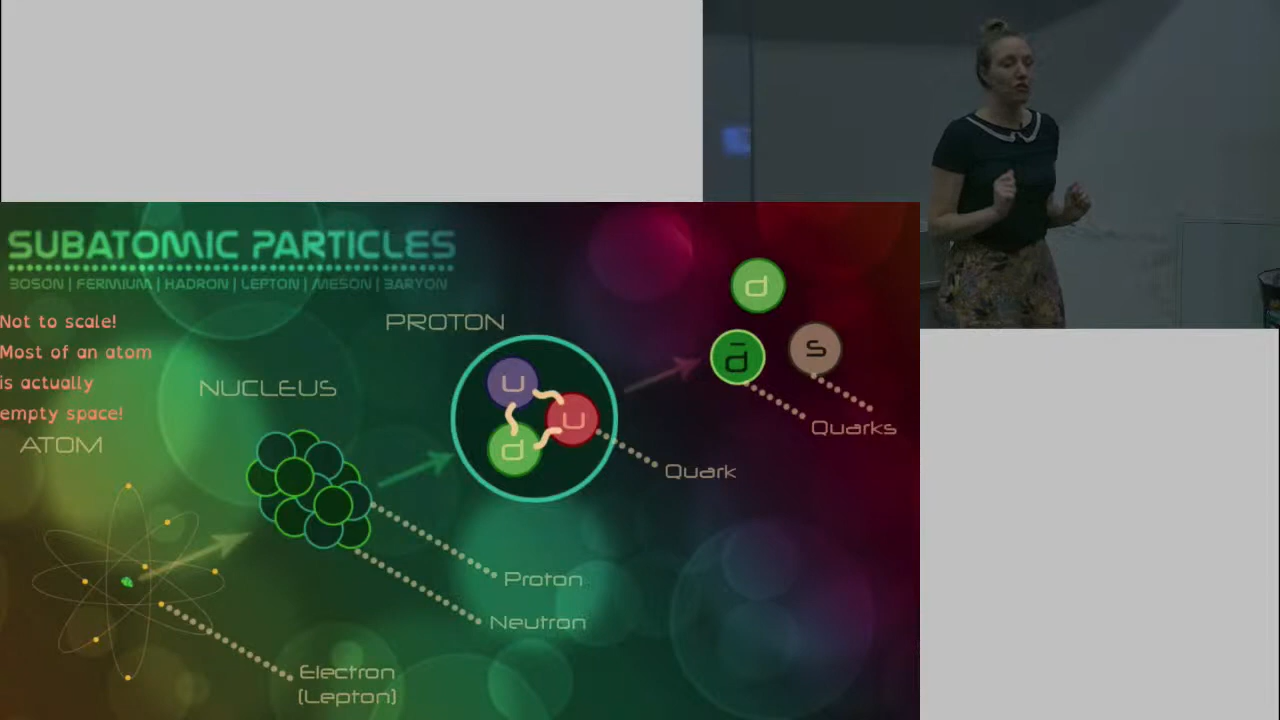 SUBATOMIC PARTICLES
BOSON | FERMIUM | HADRON | LEPTON | MESON | BARYON
Not to scale!
Most of an atom
is actually
empty space!
ATOM
NUCLEUS
PROTON
u
u
d
d
d̄
s
Quarks
Quark
Proton
Neutron
Electron
(Lepton)